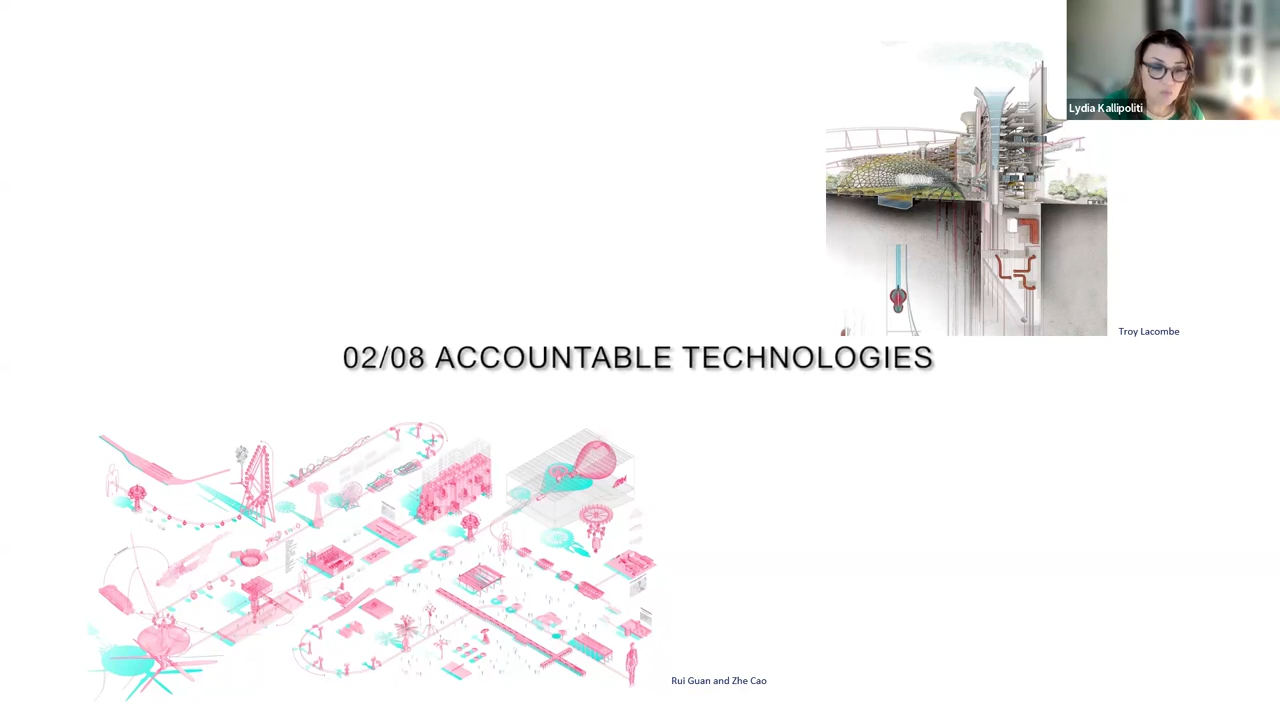 Lydia Kallipoliti
Troy Lacombe
02/08 ACCOUNTABLE TECHNOLOGIES
Rui Guan and Zhe Cao